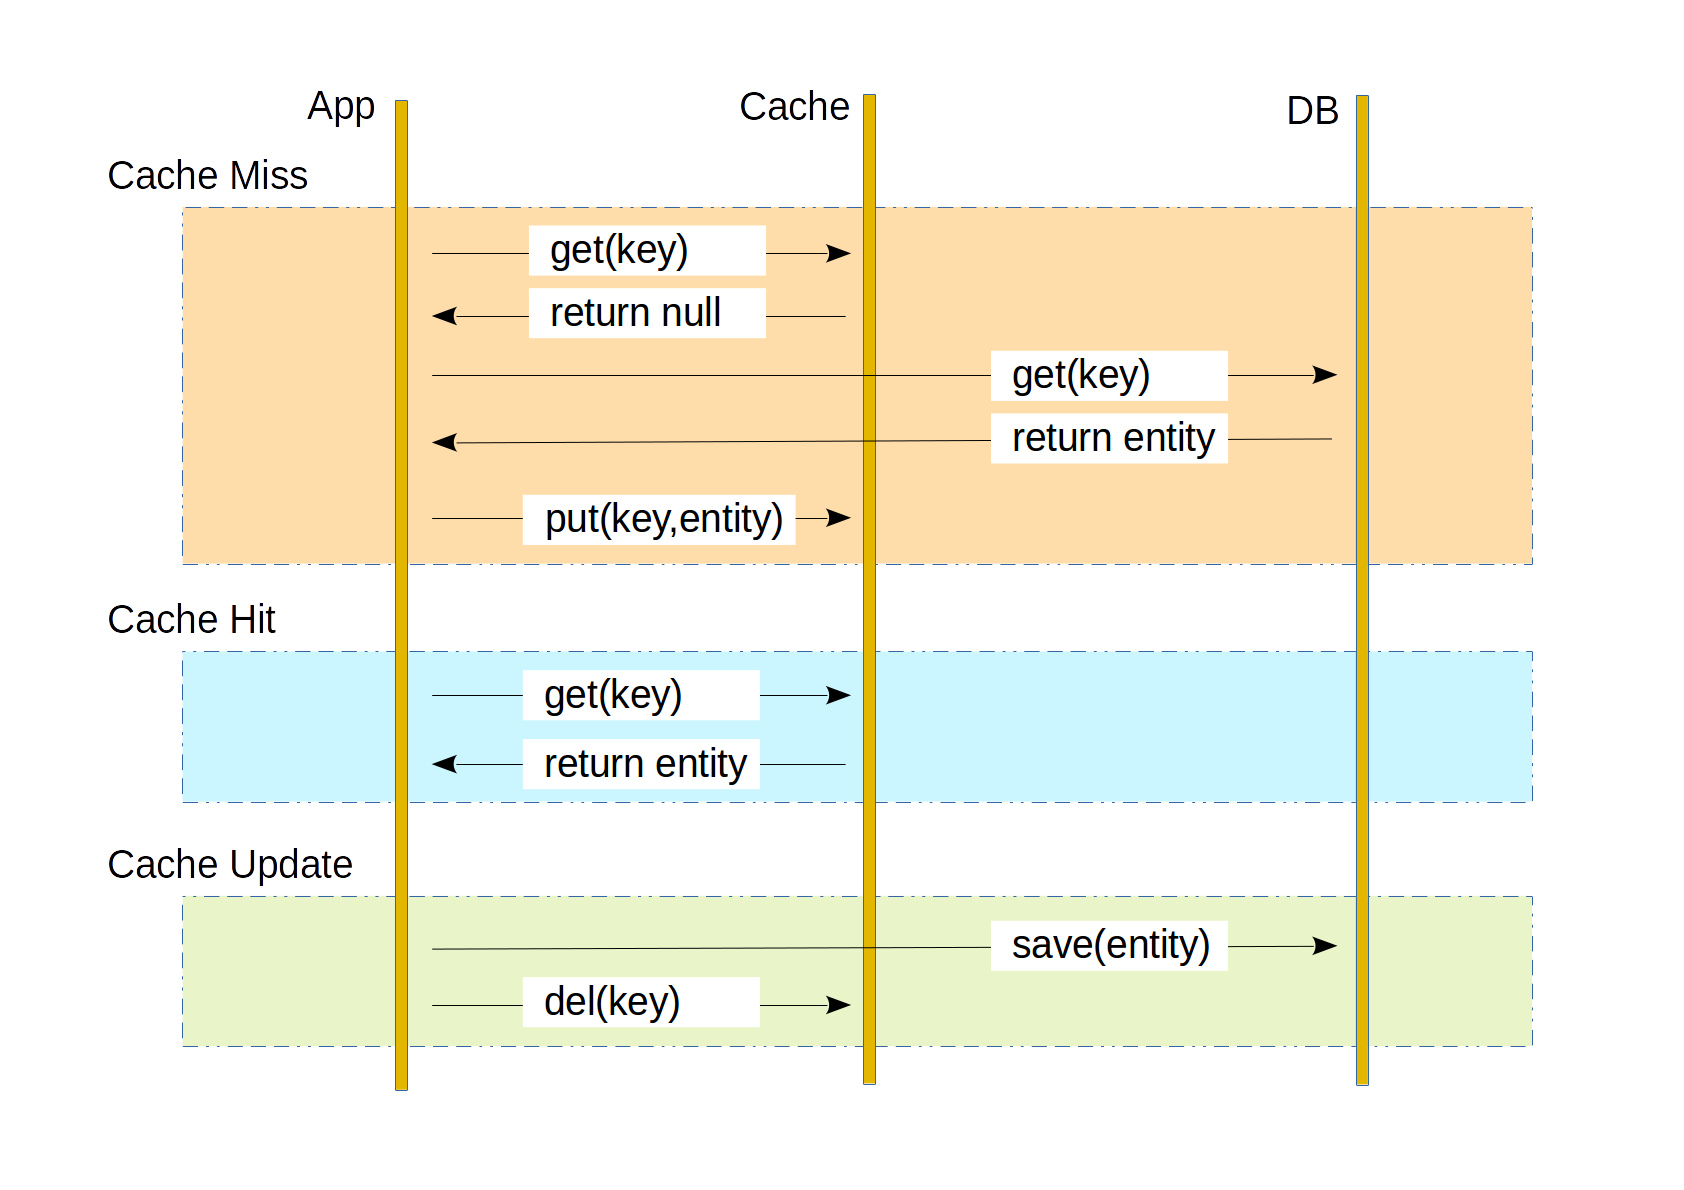 App
Cache
DB
Cache Miss
get(key)
return null
get(key)
return entity
put(key,entity)
Cache Hit
get(key)
return entity
Cache Update
save(entity)
del(key)